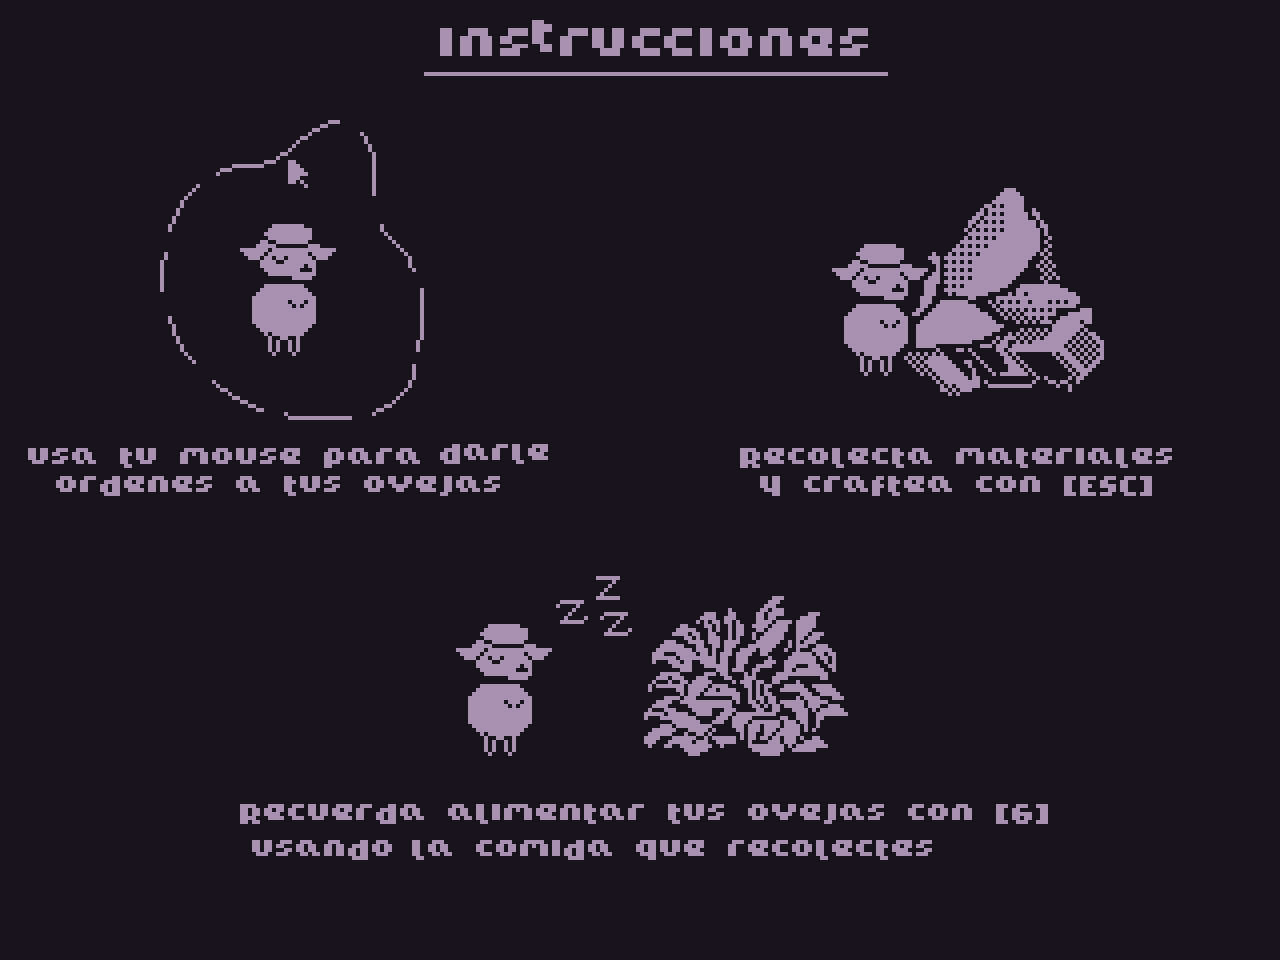 Instrucciones
usa tu mouse para darle
ordenes a tus ovejas
Recolecta materiales
y craftea con [ESC]
z
z
z
Recuerda alimentar tus ovejas con [6]
usando la comida que recolectes